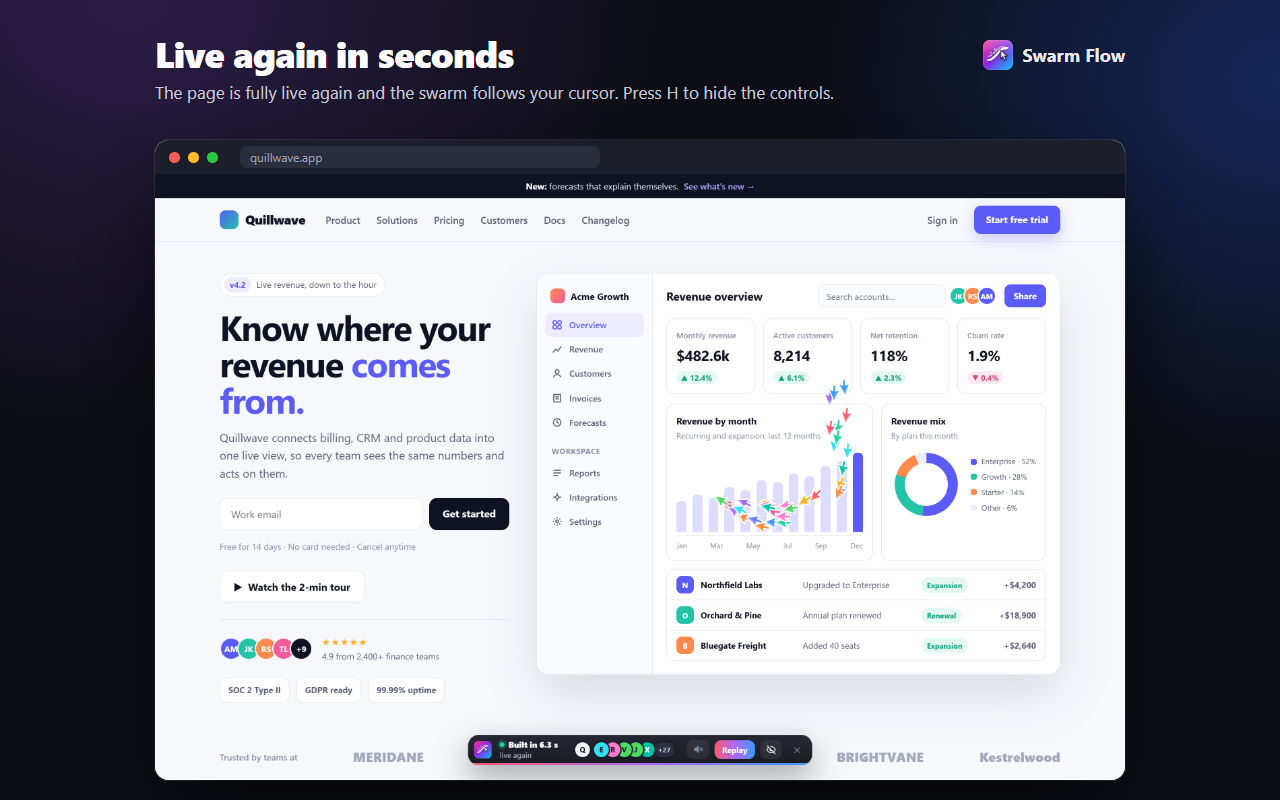 Live again in seconds
Swarm Flow
The page is fully live again and the swarm follows your cursor. Press H to hide the controls.
quillwave.app
New: forecasts that explain themselves. See what's new →
Quillwave Product Solutions Pricing Customers Docs Changelog Sign in Start free trial
v4.2 Live revenue, down to the hour
Know where your
revenue comes
from.
Quillwave connects billing, CRM and product data into
one live view, so every team sees the same numbers and
acts on them.
Work email Get started
Free for 14 days · No card needed · Cancel anytime
▶ Watch the 2-min tour
AM JK RS TL +9
★★★★★
4.9 from 2,400+ finance teams
SOC 2 Type II GDPR ready 99.99% uptime
Acme Growth
Overview
Revenue
Customers
Invoices
Forecasts
WORKSPACE
Reports
Integrations
Settings
Revenue overview Search accounts... JK RS AM Share
Monthly revenue Active customers Net retention Churn rate
$482.6k 8,214 118% 1.9%
▲ 12.4% ▲ 6.1% ▲ 2.3% ▼ 0.4%
Revenue by month
Recurring and expansion, last 12 months
Jan Mar May Jul Sep Dec
Revenue mix
By plan this month
Enterprise · 52%
Growth · 28%
Starter · 14%
Other · 6%
N Northfield Labs Upgraded to Enterprise Expansion +$4,200
O Orchard & Pine Annual plan renewed Renewal +$18,900
B Bluegate Freight Added 40 seats Expansion +$2,640
Trusted by teams at MERIDANE BRIGHTVANE Kestrelwood
Built in 6.3 s
live again
Q E R V J X +27 Replay